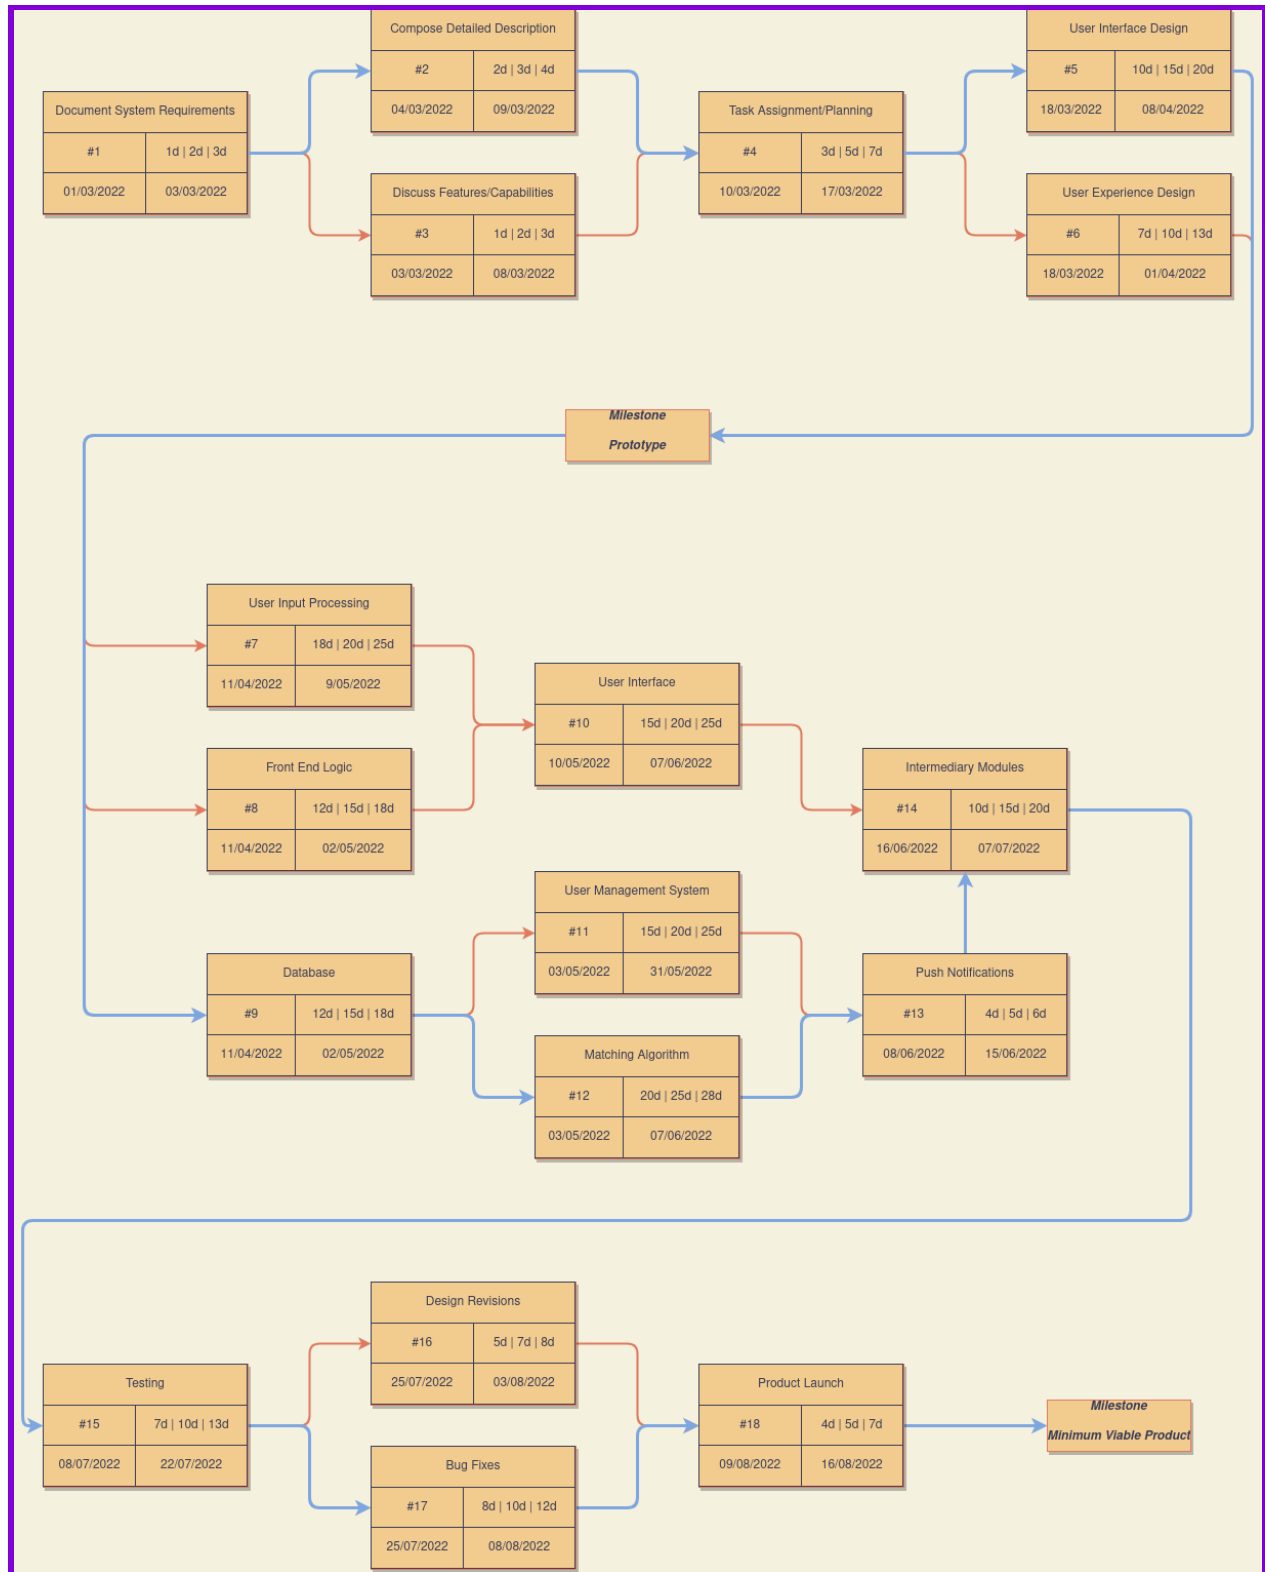 Compose Detailed Description
#2
2d | 3d | 4d
04/03/2022
09/03/2022
User Interface Design
#5
10d | 15d | 20d
18/03/2022
08/04/2022
Document System Requirements
#1
1d | 2d | 3d
01/03/2022
03/03/2022
Task Assignment/Planning
#4
3d | 5d | 7d
10/03/2022
17/03/2022
Discuss Features/Capabilities
#3
1d | 2d | 3d
03/03/2022
08/03/2022
User Experience Design
#6
7d | 10d | 13d
18/03/2022
01/04/2022
Milestone
Prototype
User Input Processing
#7
18d | 20d | 25d
11/04/2022
9/05/2022
User Interface
#10
15d | 20d | 25d
10/05/2022
07/06/2022
Front End Logic
#8
12d | 15d | 18d
11/04/2022
02/05/2022
Intermediary Modules
#14
10d | 15d | 20d
16/06/2022
07/07/2022
User Management System
#11
15d | 20d | 25d
03/05/2022
31/05/2022
Database
#9
12d | 15d | 18d
11/04/2022
02/05/2022
Push Notifications
#13
4d | 5d | 6d
08/06/2022
15/06/2022
Matching Algorithm
#12
20d | 25d | 28d
03/05/2022
07/06/2022
Design Revisions
#16
5d | 7d | 8d
25/07/2022
03/08/2022
Testing
#15
7d | 10d | 13d
08/07/2022
22/07/2022
Product Launch
#18
4d | 5d | 7d
09/08/2022
16/08/2022
Milestone
Minimum Viable Product
Bug Fixes
#17
8d | 10d | 12d
25/07/2022
08/08/2022